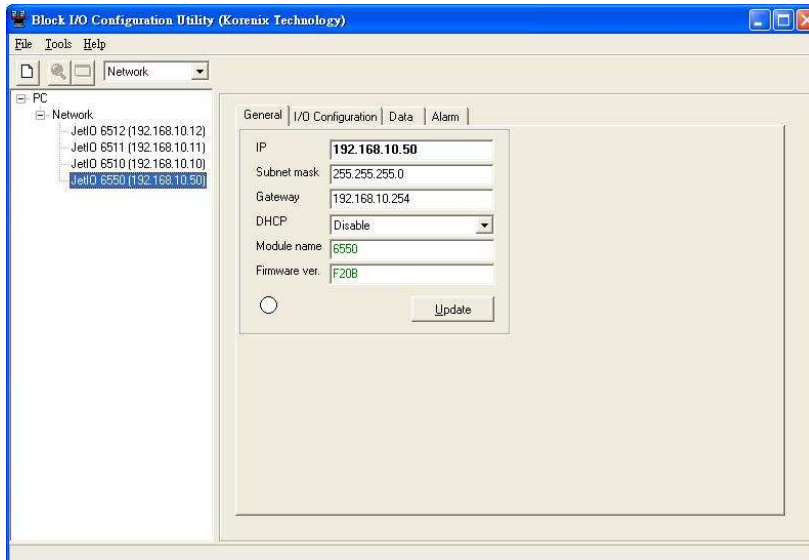 Block I/O Configuration Utility (Korenix Technology)
File Tools Help
Network
PC
Network
JetIO 6512 (192.168.10.12)
JetIO 6511 (192.168.10.11)
JetIO 6510 (192.168.10.10)
JetIO 6550 (192.168.10.50)
General I/O Configuration Data Alarm
IP 192.168.10.50
Subnet mask 255.255.255.0
Gateway 192.168.10.254
DHCP Disable
Module name 6550
Firmware ver. F20B
Update